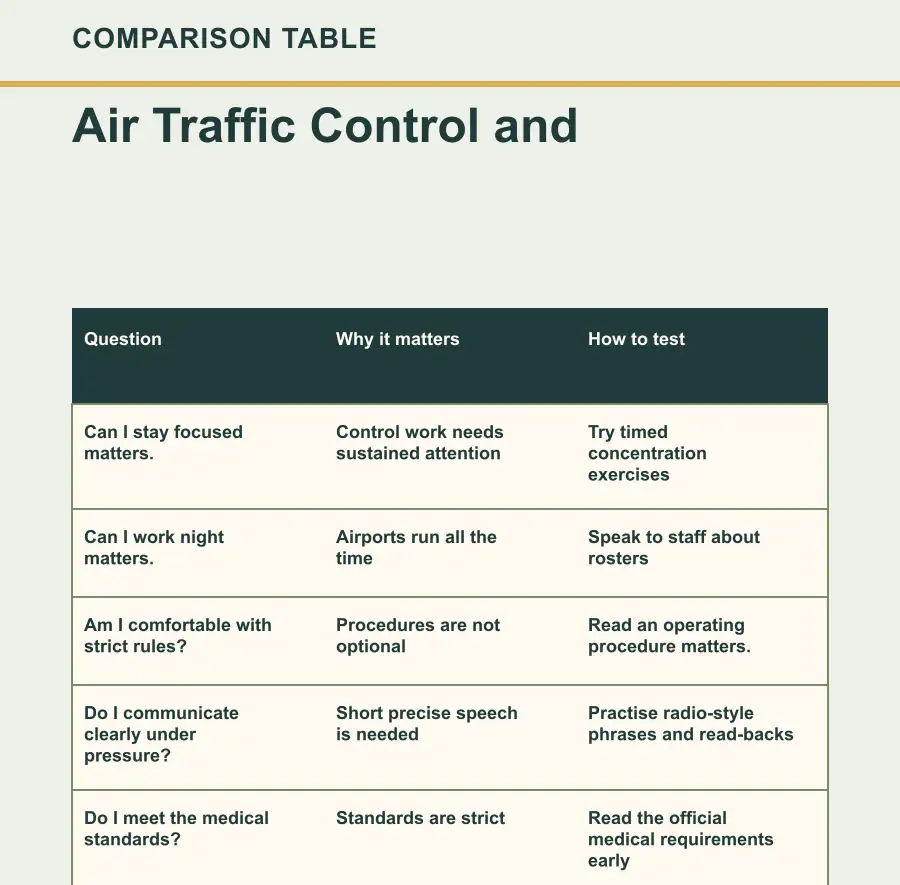 COMPARISON TABLE
Air Traffic Control and
Question
Why it matters
How to test
Can I stay focused
matters.
Control work needs
sustained attention
Try timed
concentration
exercises
Can I work night
matters.
Airports run all the
time
Speak to staff about
rosters
Am I comfortable with
strict rules?
Procedures are not
optional
Read an operating
procedure matters.
Do I communicate
clearly under
pressure?
Short precise speech
is needed
Practise radio-style
phrases and read-backs
Do I meet the medical
standards?
Standards are strict
Read the official
medical requirements
early